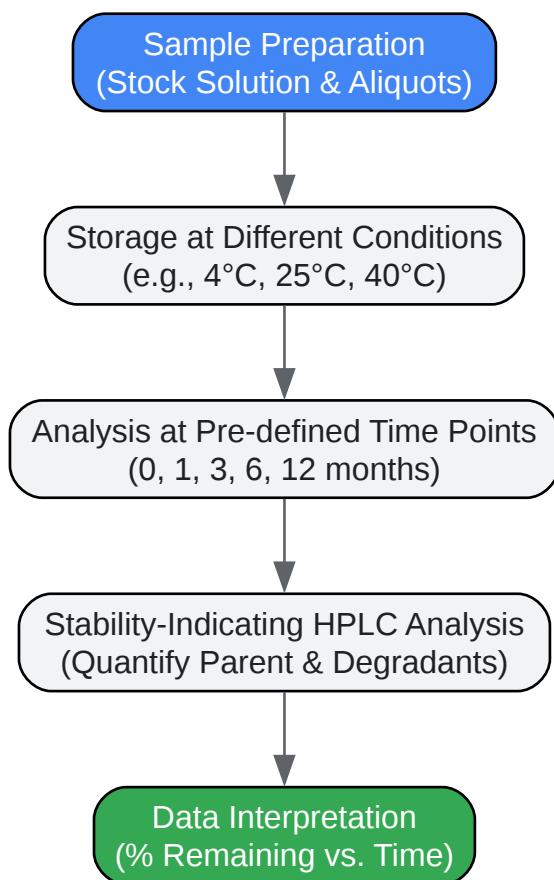 Sample Preparation
(Stock Solution & Aliquots)
Storage at Different Conditions
(e.g., 4°C, 25°C, 40°C)
Analysis at Pre-defined Time Points
(0, 1, 3, 6, 12 months)
Stability-Indicating HPLC Analysis
(Quantify Parent & Degradants)
Data Interpretation
(% Remaining vs. Time)